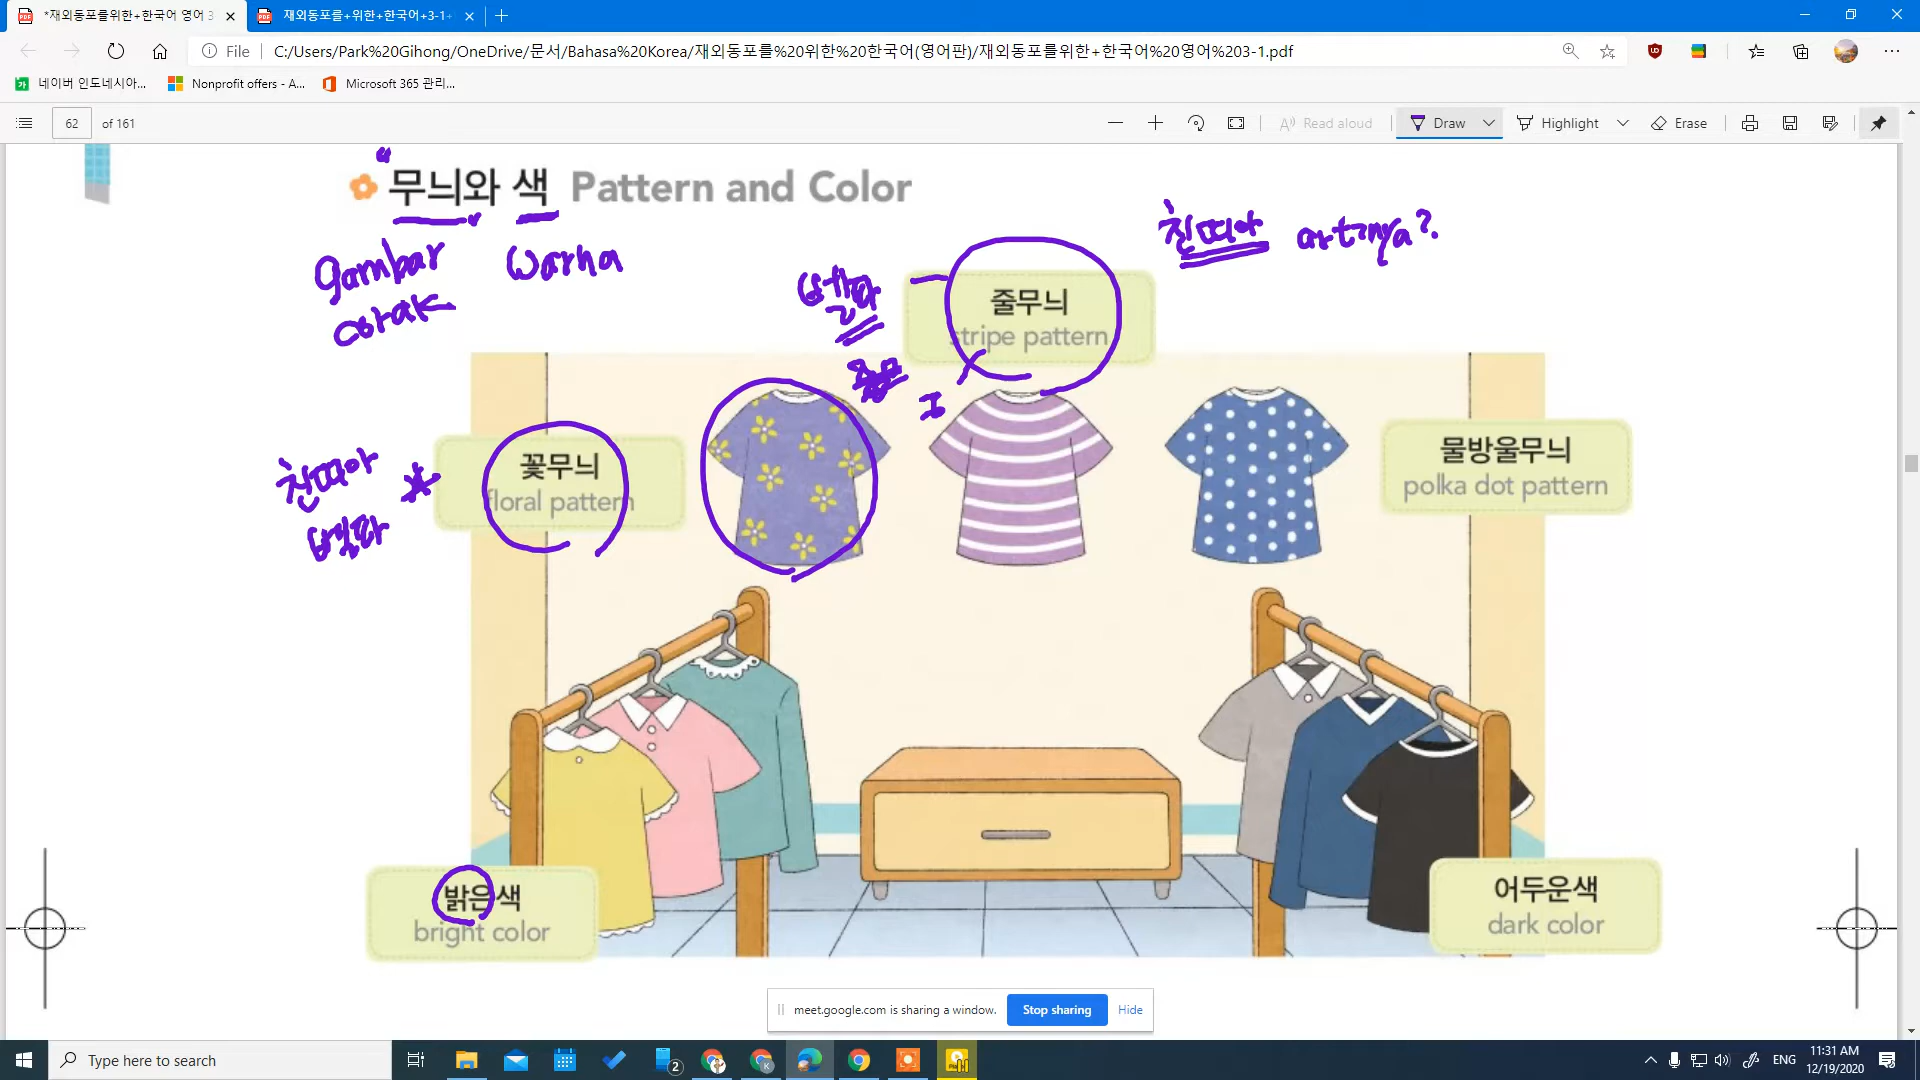 *재외동포를위한+한국어 영어 3
재외동포를+위한+한국어+3-1+
File
C:/Users/Park%20Gihong/OneDrive/문서/Bahasa%20Korea/재외동포를%20위한%20한국어(영어판)/재외동포를위한+한국어%20영어%203-1.pdf
네이버 인도네시아... Nonprofit offers - A... Microsoft 365 관리...
62 of 161 Read aloud Draw Highlight Erase
무늬와 색 Pattern and Color
gambar warna
corak
친띠아 artinya?
줄무늬
stripe pattern
꽃무늬
floral pattern
친띠아
물방울무늬
polka dot pattern
밝은색
bright color
어두운색
dark color
meet.google.com is sharing a window. Stop sharing Hide
Type here to search
2
ENG
11:31 AM
12/19/2020